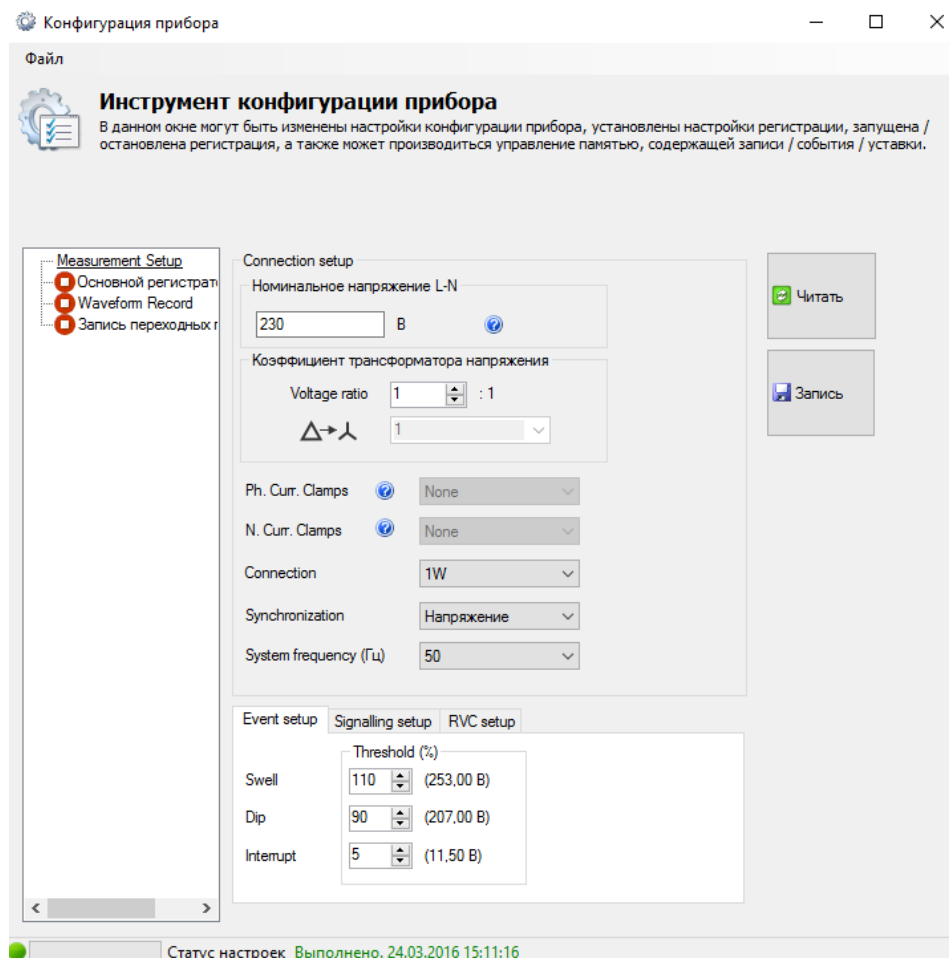 Конфигурация прибора
Файл
Инструмент конфигурации прибора
В данном окне могут быть изменены настройки конфигурации прибора, установлены настройки регистрации, запущена /
остановлена регистрация, а также может производиться управление памятью, содержащей записи / события / уставки.
Measurement Setup
Основной регистрат
Waveform Record
Запись переходных г
Connection setup
Номинальное напряжение L-N
230 В
Коэффициент трансформатора напряжения
Voltage ratio 1 : 1
1
Ph. Curr. Clamps None
N. Curr. Clamps None
Connection 1W
Synchronization Напряжение
System frequency (Гц) 50
Читать
Запись
Event setup Signalling setup RVC setup
Threshold (%)
Swell 110 (253,00 В)
Dip 90 (207,00 В)
Interrupt 5 (11,50 В)
Статус настроек Выполнено. 24.03.2016 15:11:16